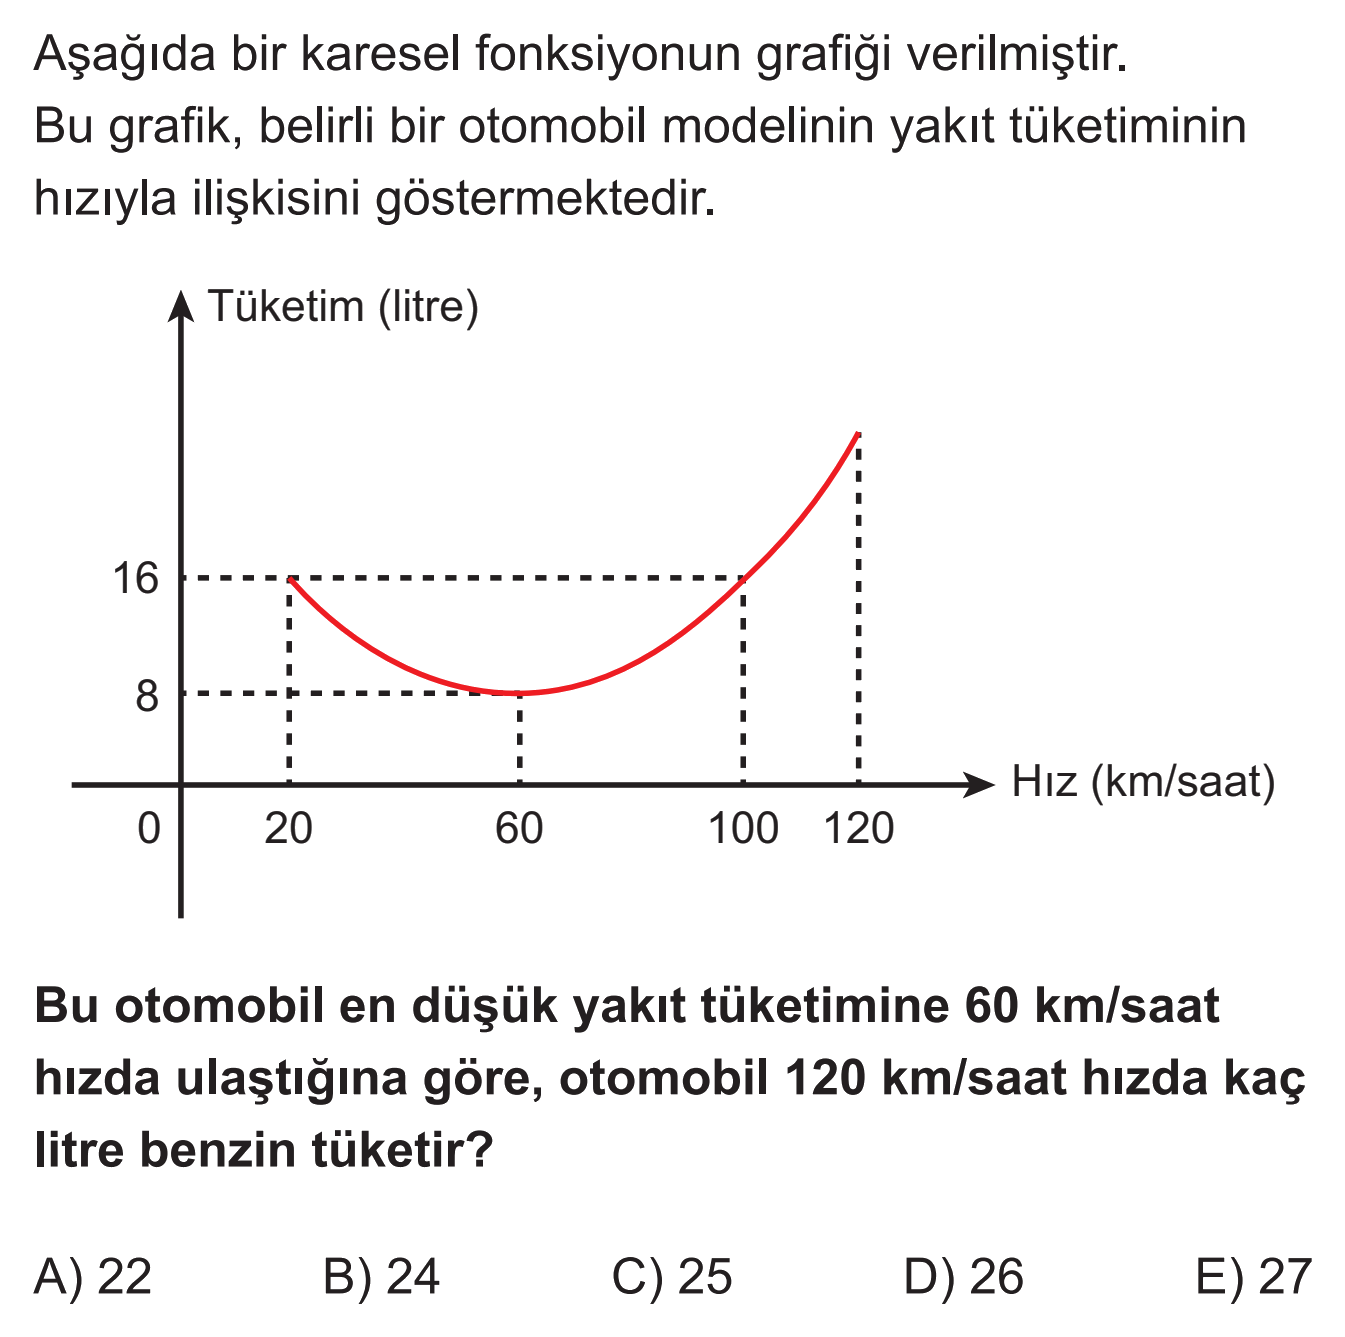 Aşağıda bir karesel fonksiyonun grafiği verilmiştir.
Bu grafik, belirli bir otomobil modelinin yakıt tüketiminin
hızıyla ilişkisini göstermektedir.
Tüketim (litre)
16
8
Hız (km/saat)
0 20 60 100 120
Bu otomobil en düşük yakıt tüketimine 60 km/saat
hızda ulaştığına göre, otomobil 120 km/saat hızda kaç
litre benzin tüketir?
A) 22 B) 24 C) 25 D) 26 E) 27